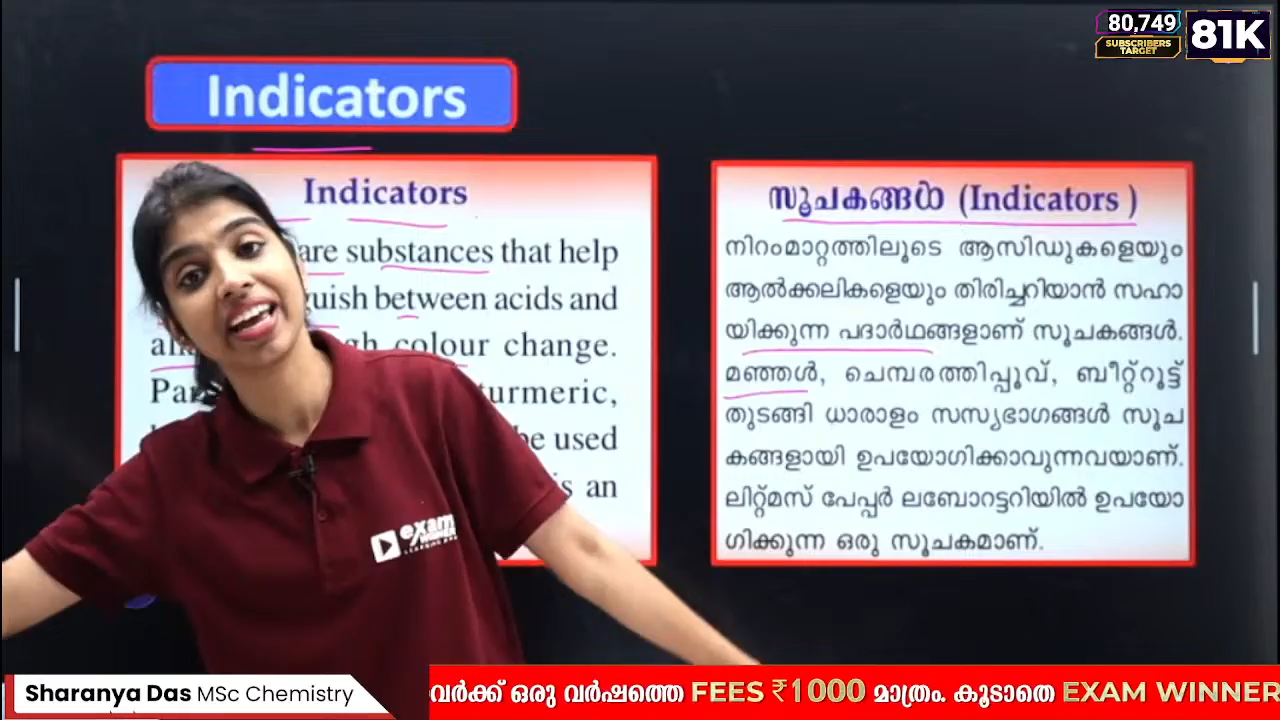 80,749
SUBSCRIBERS
TARGET
81K
Indicators
Indicators
are substances that help
between acids and
colour change.
turmeric,
be used
is an
സൂചകങ്ങൾ (Indicators )
നിറംമാറ്റത്തിലൂടെ ആസിഡുകളെയും
ആൽക്കലികളെയും തിരിച്ചറിയാൻ സഹാ
യിക്കുന്ന പദാർഥങ്ങളാണ് സൂചകങ്ങൾ.
മഞ്ഞൾ, ചെമ്പരത്തിപ്പൂവ്, ബീറ്റ്റൂട്ട്
തുടങ്ങി ധാരാളം സസ്യഭാഗങ്ങൾ സൂച
കങ്ങളായി ഉപയോഗിക്കാവുന്നവയാണ്.
ലിറ്റ്മസ് പേപ്പർ ലബോറട്ടറിയിൽ ഉപയോ
ഗിക്കുന്ന ഒരു സൂചകമാണ്.
exam
WINNER
Sharanya Das MSc Chemistry
വർക്ക് ഒരു വർഷത്തെ FEES ₹1000 മാത്രം. കൂടാതെ EXAM WINNER